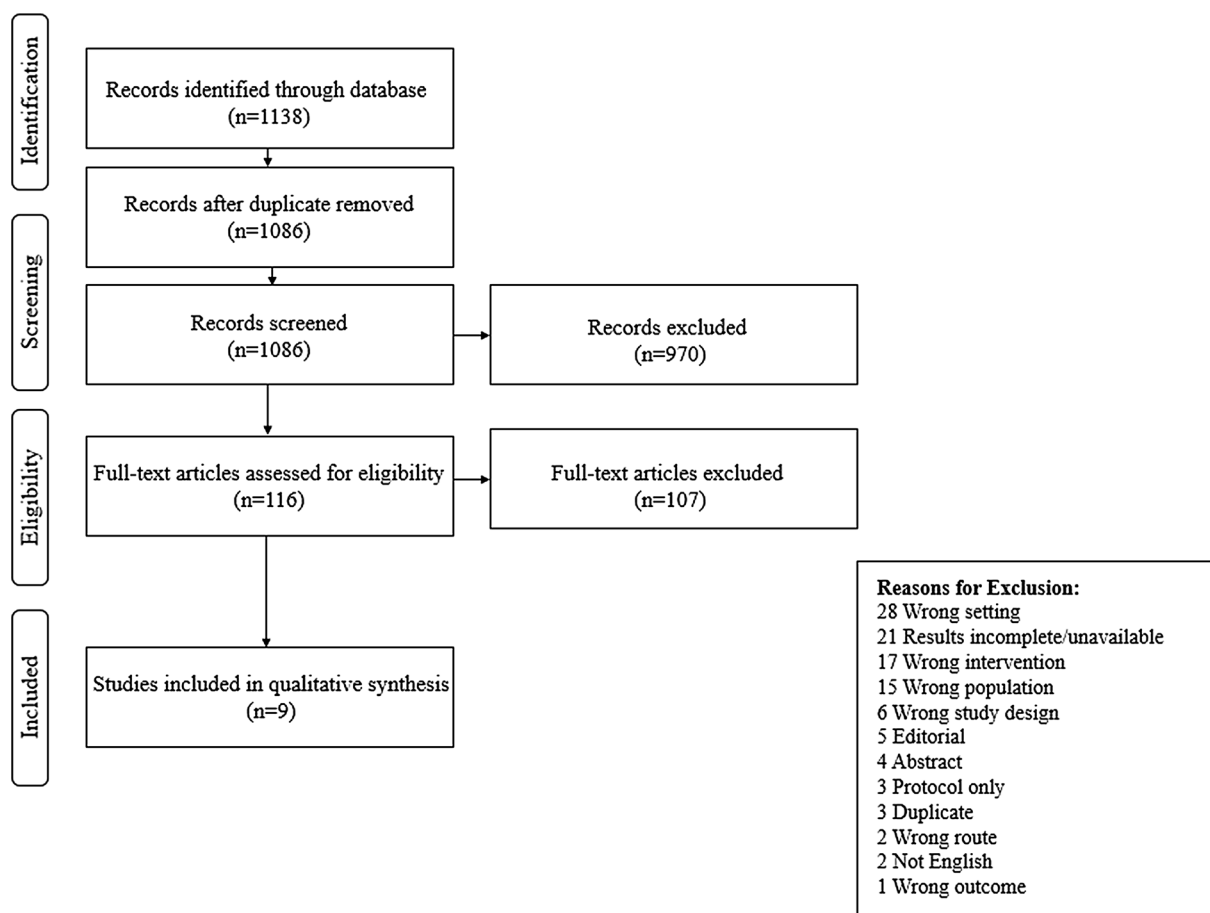 Identification
Records identified through database
(n=1138)
Records after duplicate removed
(n=1086)
Screening
Records screened
(n=1086)
Records excluded
(n=970)
Eligibility
Full-text articles assessed for eligibility
(n=116)
Full-text articles excluded
(n=107)
Reasons for Exclusion:
28 Wrong setting
21 Results incomplete/unavailable
17 Wrong intervention
15 Wrong population
6 Wrong study design
5 Editorial
4 Abstract
3 Protocol only
3 Duplicate
2 Wrong route
2 Not English
1 Wrong outcome
Included
Studies included in qualitative synthesis
(n=9)